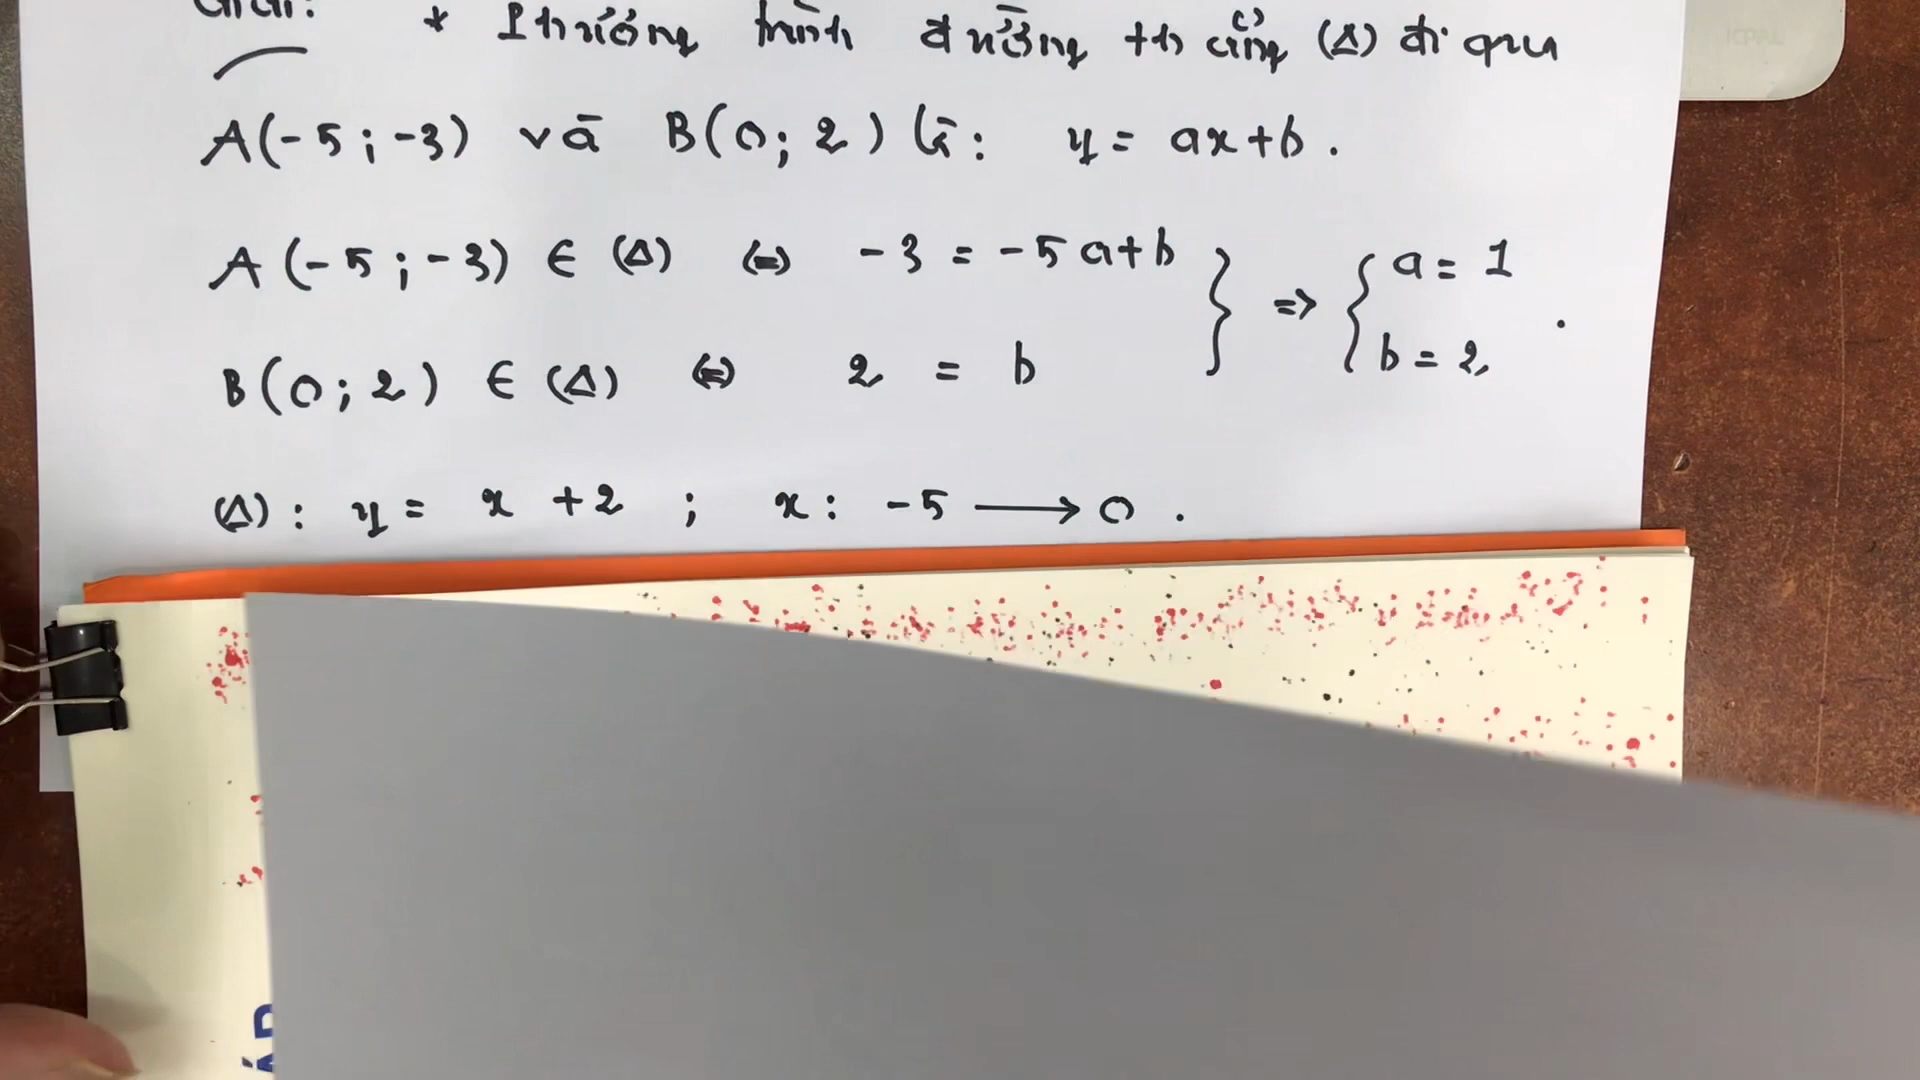 Giải: * Phương trình đường thẳng (Δ) đi qua
A(-5; -3) và B(0; 2) là: y = ax+b.
A(-5; -3) ∈ (Δ) ⇔ -3 = -5a+b } ⇒ { a = 1
B(0; 2) ∈ (Δ) ⇔ 2 = b b = 2 .
(Δ): y = x + 2 ; x: -5 ⟶ 0 .